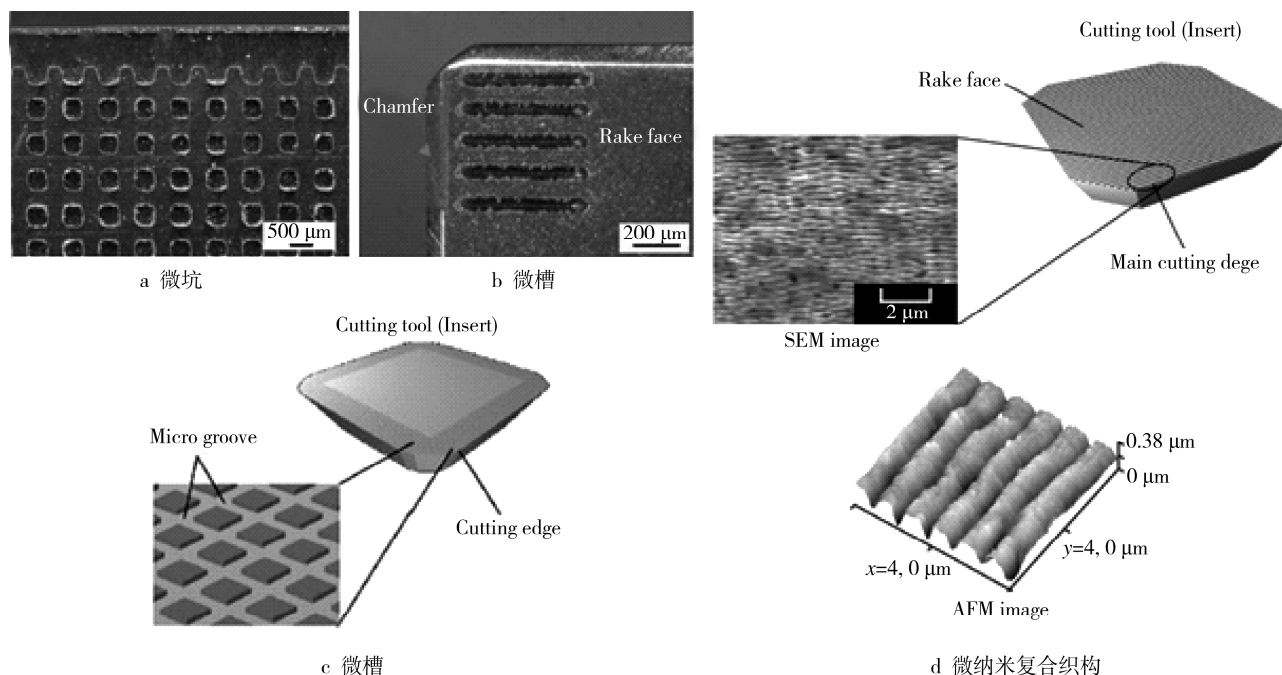 Chamfer
Rake face
500 μm
200 μm
a 微坑
b 微槽
Cutting tool (Insert)
Rake face
2 μm
Main cutting dege
SEM image
Cutting tool (Insert)
Micro groove
Cutting edge
c 微槽
0.38 μm
0 μm
y=4, 0 μm
x=4, 0 μm
AFM image
d 微纳米复合织构